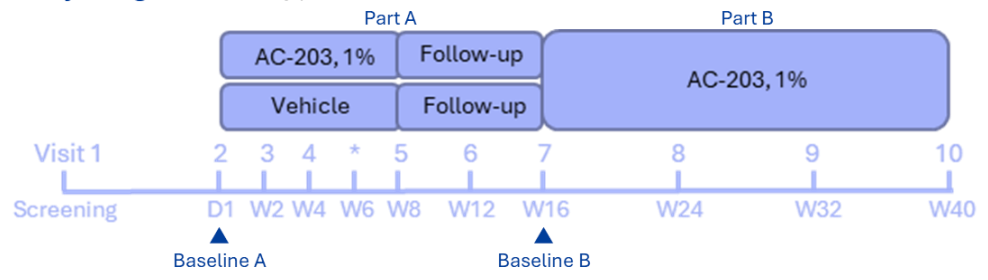 Part A Part B
AC-203, 1% Follow-up
AC-203, 1%
Vehicle Follow-up
Visit 1 2 3 4 * 5 6 7 8 9 10
Screening D1 W2 W4 W6 W8 W12 W16 W24 W32 W40
Baseline A Baseline B